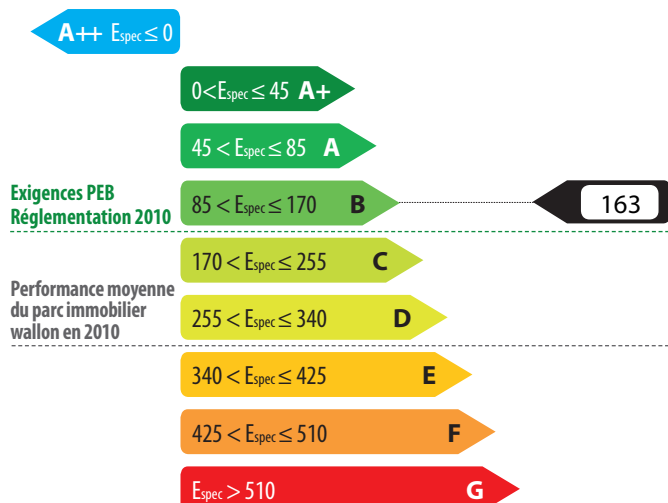 A++ Espec ≤ 0
0<Espec ≤ 45 A+
45 < Espec ≤ 85 A
Exigences PEB
Réglementation 2010
85 < Espec ≤ 170 B
163
170 < Espec ≤ 255 C
Performance moyenne
du parc immobilier
wallon en 2010
255 < Espec ≤ 340 D
340 < Espec ≤ 425 E
425 < Espec ≤ 510 F
Espec > 510 G